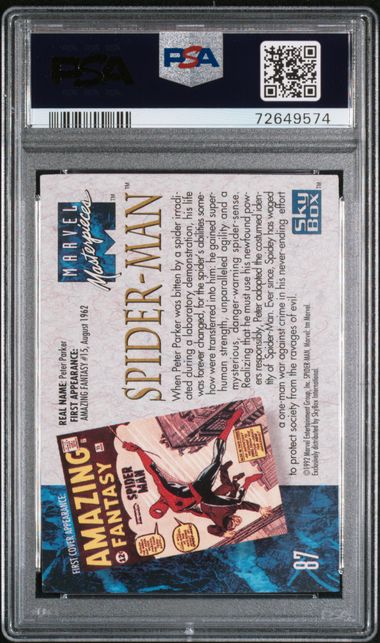 PSA
PSA
72649574
MARVEL
Masterpieces™
SPIDER-MAN™
REAL NAME: Peter Parker
FIRST APPEARANCE:
AMAZING FANTASY #15, August 1962
When Peter Parker was bitten by a spider irradi-
ated during a laboratory demonstration, his life
was forever changed, for the spider's abilities some-
how were transferred into him: he gained super-
human strength, unparalleled agility and a
mysterious, danger-warning spider-sense.
Realizing that he must use his newfound pow-
ers responsibly, Peter adopted the costumed iden-
tity of Spider-Man. Ever since, Spidey has waged
a one-man war against crime in his never-ending effort
to protect society from the ravages of evil.
©1992 Marvel Entertainment Group, Inc. SPIDER-MAN, Marvel: tm Marvel.
Exclusively distributed by SkyBox International.
SKYBOX™
FIRST COVER APPEARANCE:
AMAZING
FANTASY
SPIDER
MAN
87